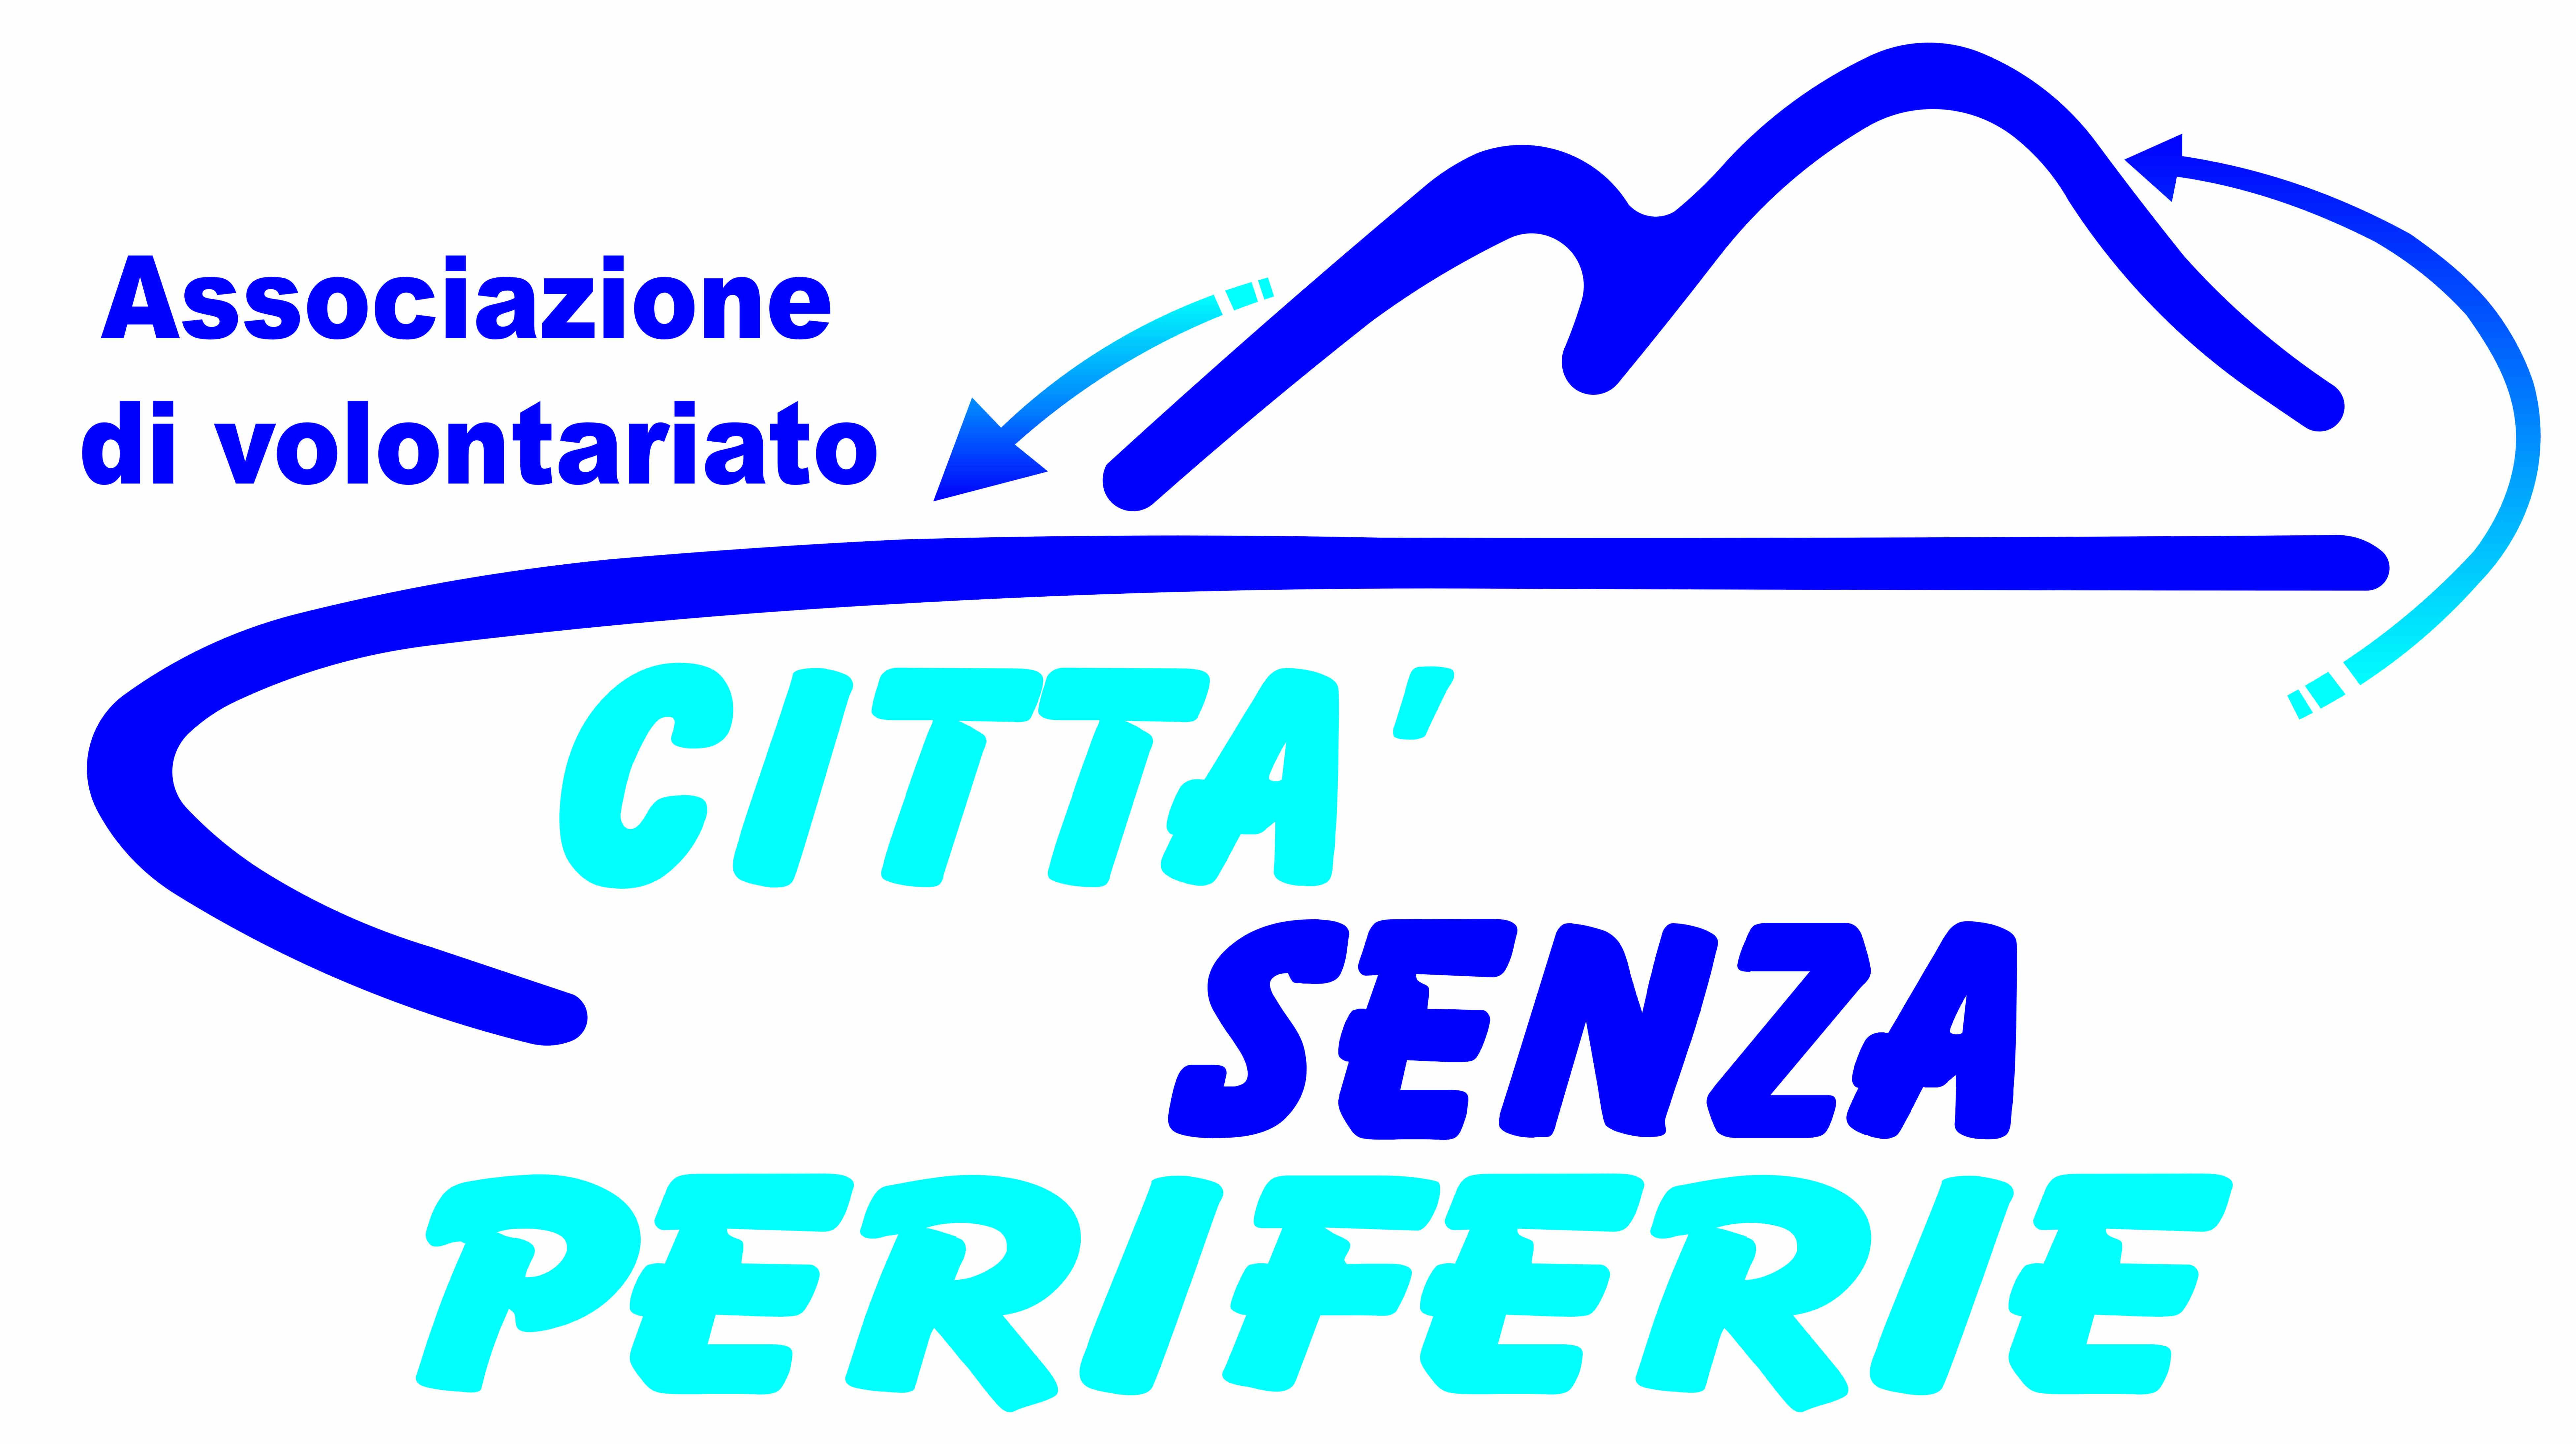 Associazione
di volontariato
CITTA'
SENZA
PERIFERIE